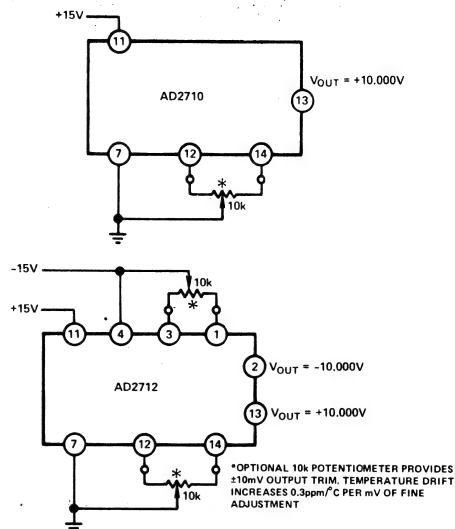 +15V
11
AD2710
VOUT = +10.000V
13
7
12
14
*
10k
-15V
10k
*
+15V
11
4
3
1
2
VOUT = -10.000V
AD2712
13
VOUT = +10.000V
7
12
14
*
10k
*OPTIONAL 10k POTENTIOMETER PROVIDES
±10mV OUTPUT TRIM. TEMPERATURE DRIFT
INCREASES 0.3ppm/°C PER mV OF FINE
ADJUSTMENT